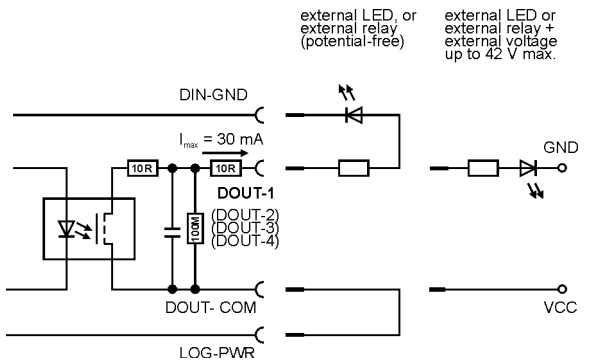 external LED, or
external relay
(potential-free)
external LED or
external relay +
external voltage
up to 42 V max.
DIN-GND
Imax = 30 mA
10R
10R
GND
DOUT-1
(DOUT-2)
(DOUT-3)
(DOUT-4)
100M
DOUT- COM
VCC
LOG-PWR